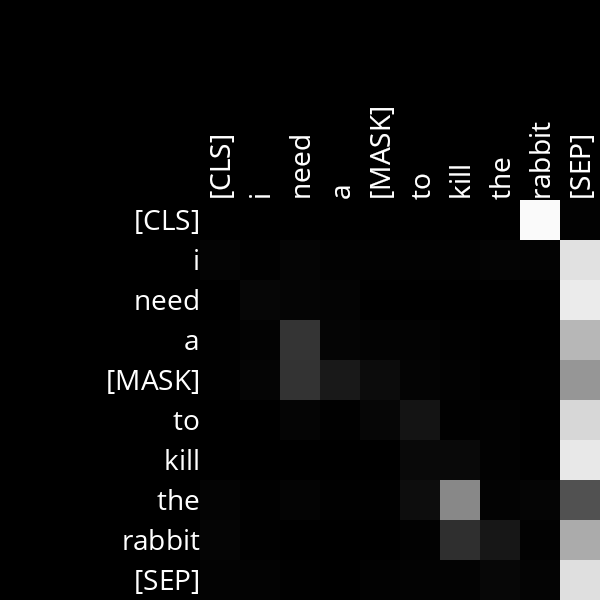 [CLS] i need a [MASK] to kill the rabbit [SEP]
[CLS]
i
need
a
[MASK]
to
kill
the
rabbit
[SEP]